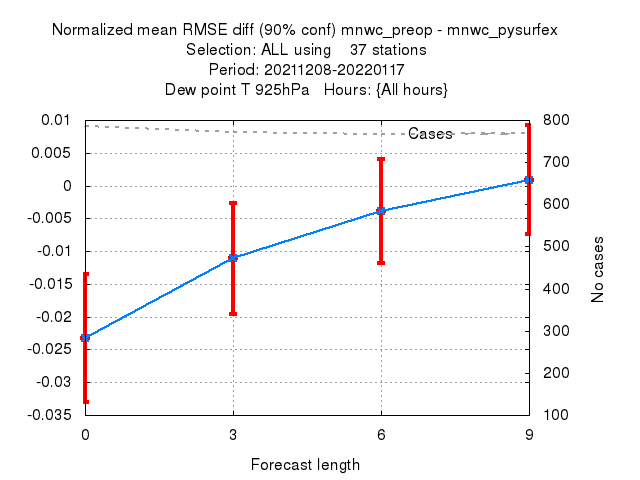 Normalized mean RMSE diff (90% conf) mnwc_preop - mnwc_pysurfex
Selection: ALL using    37 stations
Period: 20211208-20220117
Dew point T 925hPa   Hours: {All hours}
0.01
0.005
0
-0.005
-0.01
-0.015
-0.02
-0.025
-0.03
-0.035
Cases
800
700
600
500
400
300
200
100
No cases
0 3 6 9
Forecast length